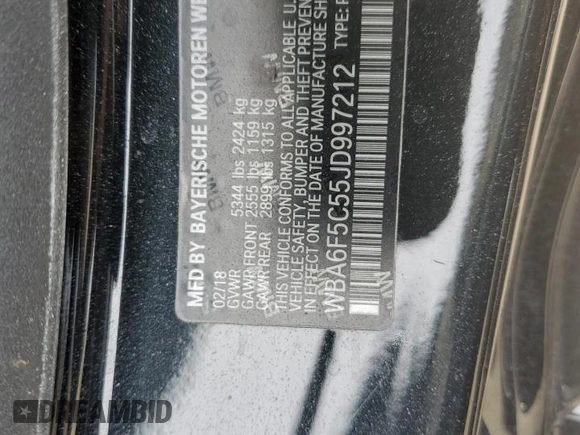 MFD BY BAYERISCHE MOTOREN WE
02/18
GVWR 5344 lbs 2424 kg
GAWR FRONT 2555 lbs 1159 kg
GAWR REAR 2899 lbs 1315 kg
THIS VEHICLE CONFORMS TO ALL APPLICABLE U.
VEHICLE SAFETY, BUMPER AND THEFT PREVEN
EFFECT ON THE DATE OF MANUFACTURE SH
WBA6F5C55JD997212 TYPE:
DREAMBID